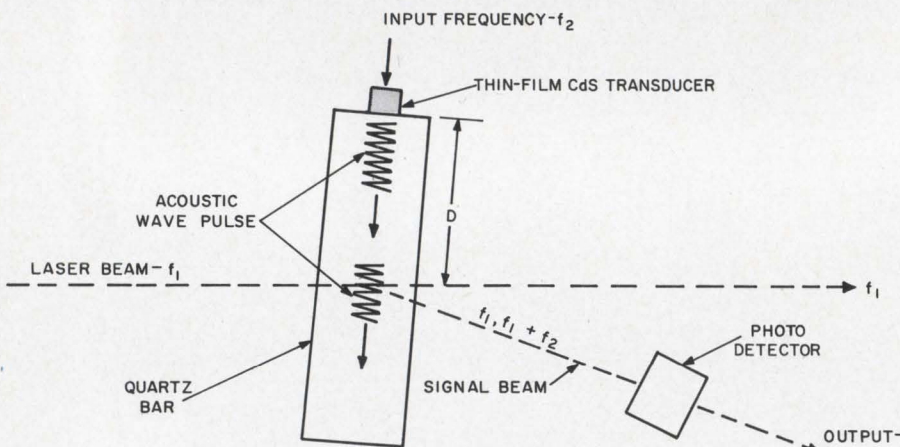 INPUT FREQUENCY-f₂
THIN-FILM CdS TRANSDUCER
ACOUSTIC
WAVE PULSE
D
LASER BEAM-f₁
f₁
f₁, f₁ + f₂
PHOTO
DETECTOR
SIGNAL BEAM
QUARTZ
BAR
OUTPUT-